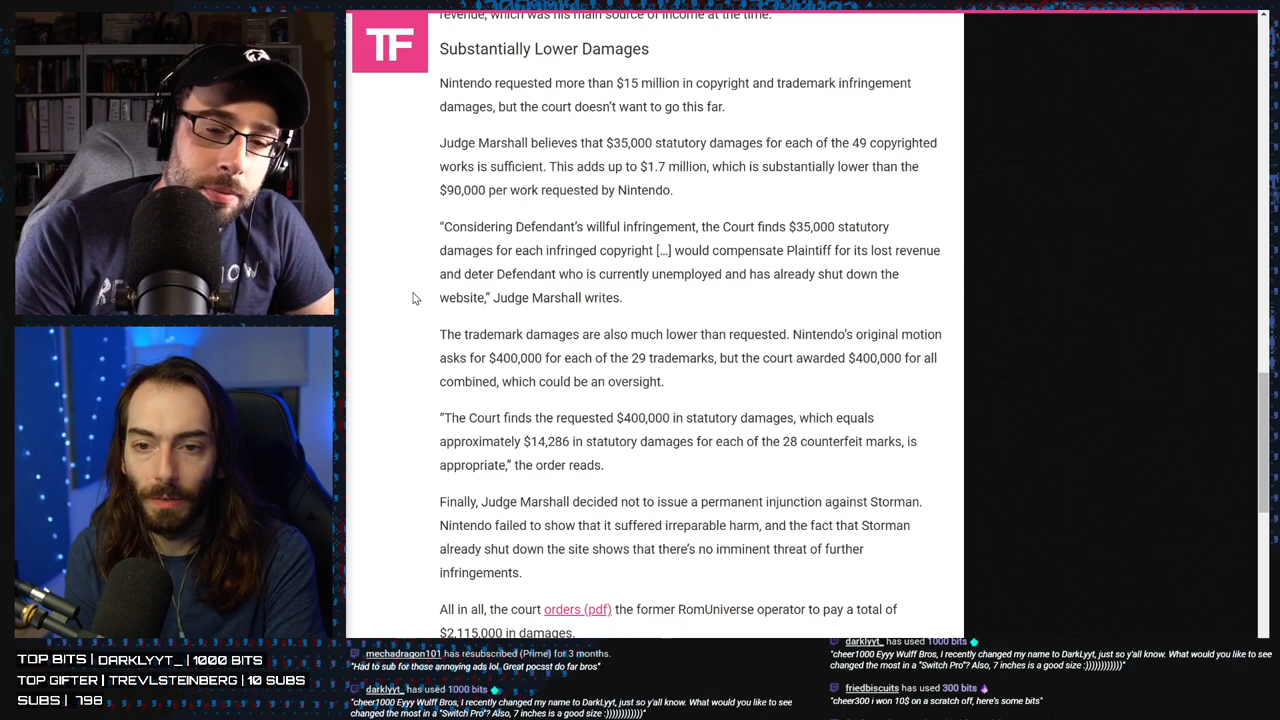 revenue, which was his main source of income at the time.
TF
Substantially Lower Damages
Nintendo requested more than $15 million in copyright and trademark infringement
damages, but the court doesn't want to go this far.
Judge Marshall believes that $35,000 statutory damages for each of the 49 copyrighted
works is sufficient. This adds up to $1.7 million, which is substantially lower than the
$90,000 per work requested by Nintendo.
“Considering Defendant’s willful infringement, the Court finds $35,000 statutory
damages for each infringed copyright […] would compensate Plaintiff for its lost revenue
and deter Defendant who is currently unemployed and has already shut down the
website,” Judge Marshall writes.
The trademark damages are also much lower than requested. Nintendo’s original motion
asks for $400,000 for each of the 29 trademarks, but the court awarded $400,000 for all
combined, which could be an oversight.
“The Court finds the requested $400,000 in statutory damages, which equals
approximately $14,286 in statutory damages for each of the 28 counterfeit marks, is
appropriate,” the order reads.
Finally, Judge Marshall decided not to issue a permanent injunction against Storman.
Nintendo failed to show that it suffered irreparable harm, and the fact that Storman
already shut down the site shows that there’s no imminent threat of further
infringements.
All in all, the court orders (pdf) the former RomUniverse operator to pay a total of
$2,115,000 in damages.
TOP BITS | DARKLYYT_ | 1000 BITS
TOP GIFTER | TREVLSTEINBERG | 10 SUBS
SUBS | 798
mechadragon101 has resubscribed (Prime) for 3 months.
"Had to sub for those annoying ads lol. Great pocsst do far bros"
darklyyt_ has used 1000 bits
"cheer1000 Eyyy Wulff Bros, I recently changed my name to DarkLyyt, just so y'all know. What would you like to see
changed the most in a "Switch Pro"? Also, 7 inches is a good size :))))))))))))"
darklyyt_ has used 1000 bits
"cheer1000 Eyyy Wulff Bros, I recently changed my name to DarkLyyt, just so y'all know. What would you like to see
changed the most in a "Switch Pro"? Also, 7 inches is a good size :))))))))))))"
friedbiscuits has used 300 bits
"cheer300 i won 10$ on a scratch off, here's some bits"